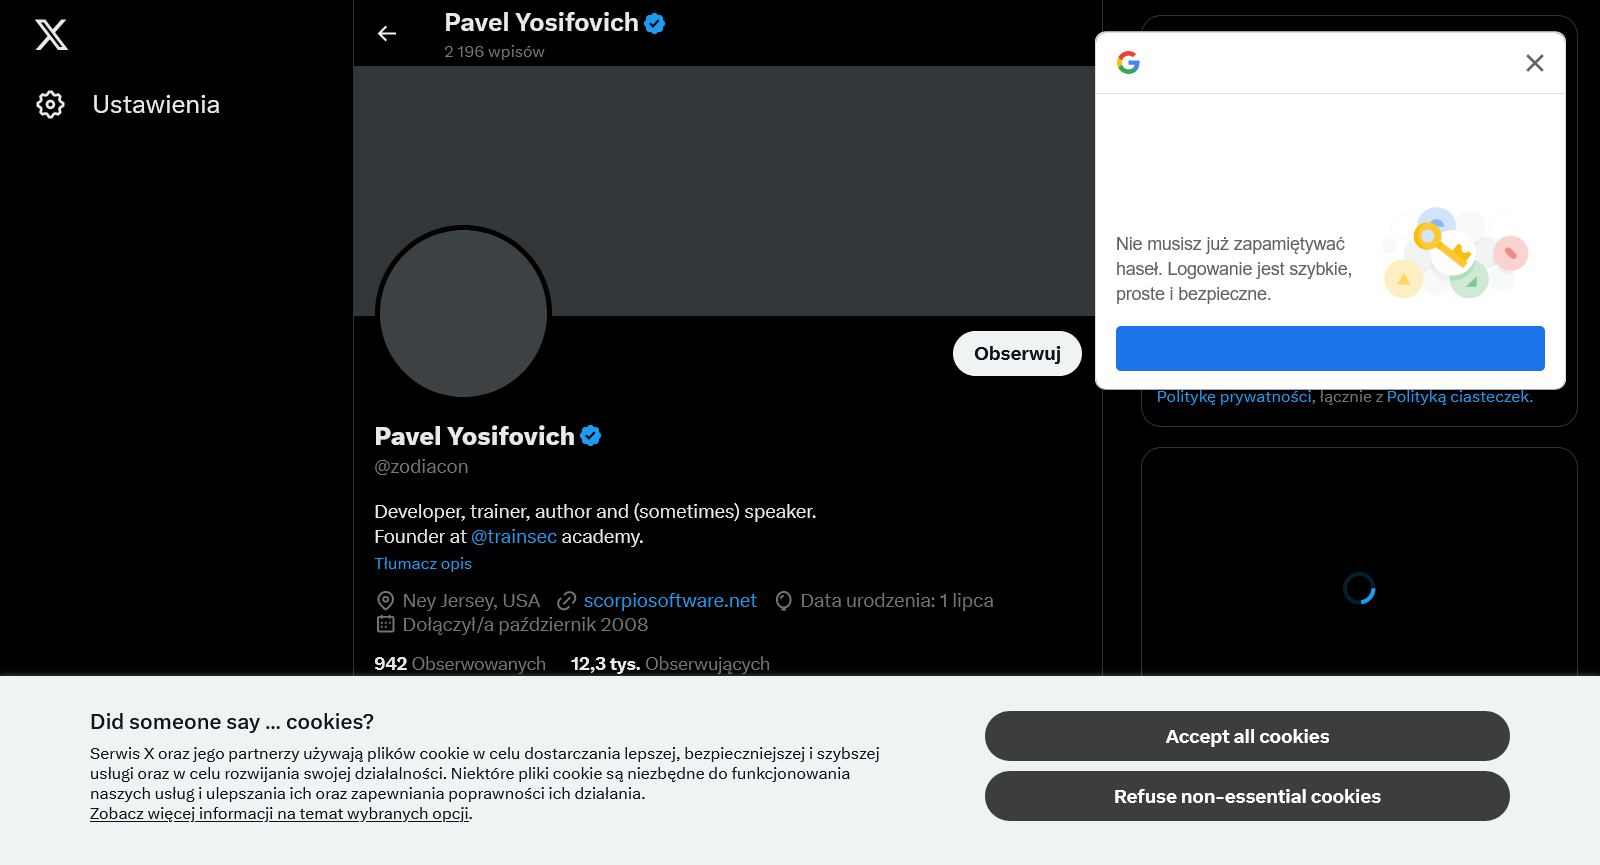 Ustawienia
Pavel Yosifovich
2 196 wpisów
Nie musisz już zapamiętywać
haseł. Logowanie jest szybkie,
proste i bezpieczne.
Obserwuj
Politykę prywatności, łącznie z Polityką ciasteczek.
Pavel Yosifovich
@zodiacon
Developer, trainer, author and (sometimes) speaker.
Founder at @trainsec academy.
Tłumacz opis
Ney Jersey, USA scorpiosoftware.net Data urodzenia: 1 lipca
Dołączył/a październik 2008
942 Obserwowanych 12,3 tys. Obserwujących
Did someone say … cookies?
Serwis X oraz jego partnerzy używają plików cookie w celu dostarczania lepszej, bezpieczniejszej i szybszej
usługi oraz w celu rozwijania swojej działalności. Niektóre pliki cookie są niezbędne do funkcjonowania
naszych usług i ulepszania ich oraz zapewniania poprawności ich działania.
Zobacz więcej informacji na temat wybranych opcji.
Accept all cookies
Refuse non-essential cookies